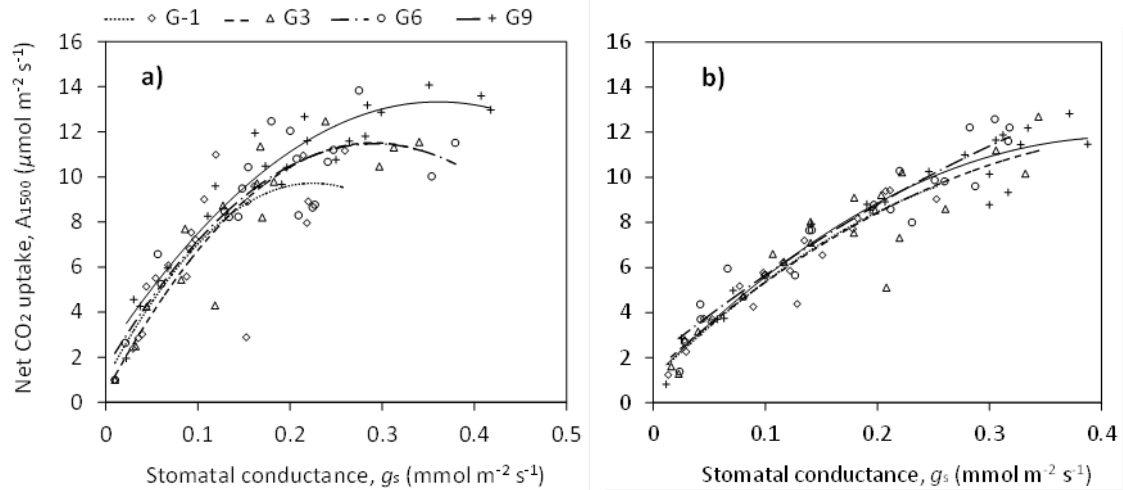 G-1 G3 G6 G9
Net CO2 uptake, A1500 (µmol m-2 s-1)
a)
16
14
12
10
8
6
4
2
0
0 0.1 0.2 0.3 0.4 0.5
Stomatal conductance, gs (mmol m-2 s-1)
b)
16
14
12
10
8
6
4
2
0
0 0.1 0.2 0.3 0.4
Stomatal conductance, gs (mmol m-2 s-1)